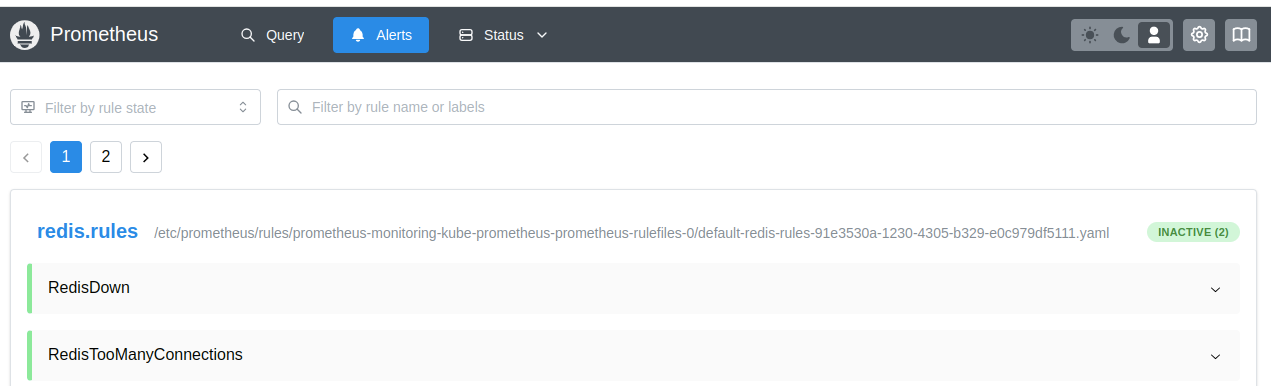 Prometheus Query Alerts Status
Filter by rule state Filter by rule name or labels
1 2
redis.rules /etc/prometheus/rules/prometheus-monitoring-kube-prometheus-prometheus-rulefiles-0/default-redis-rules-91e3530a-1230-4305-b329-e0c979df5111.yaml INACTIVE (2)
RedisDown
RedisTooManyConnections